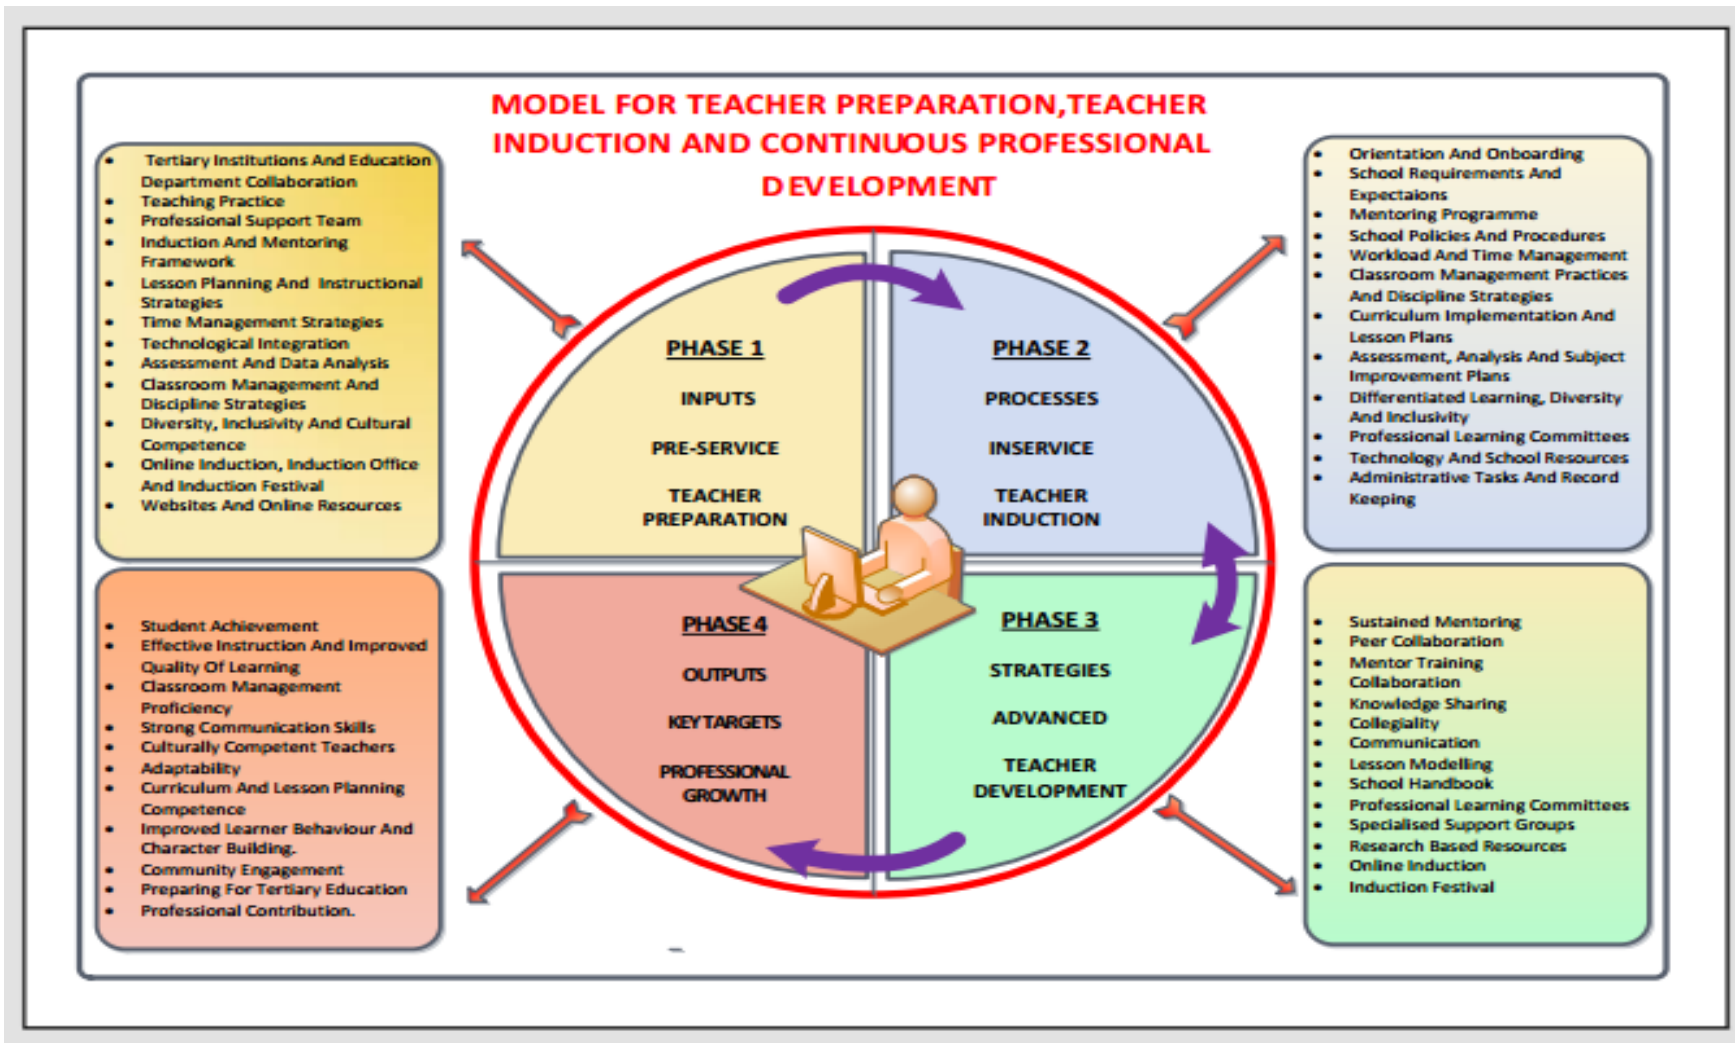 MODEL FOR TEACHER PREPARATION,TEACHER
INDUCTION AND CONTINUOUS PROFESSIONAL
DEVELOPMENT
• Tertiary Institutions And Education
Department Collaboration
• Teaching Practice
• Professional Support Team
• Induction And Mentoring
Framework
• Lesson Planning And Instructional
Strategies
• Time Management Strategies
• Technological Integration
• Assessment And Data Analysis
• Classroom Management And
Discipline Strategies
• Diversity, Inclusivity And Cultural
Competence
• Online Induction, Induction Office
And Induction Festival
• Websites And Online Resources
PHASE 1
INPUTS
PRE-SERVICE
TEACHER
PREPARATION
PHASE 2
PROCESSES
INSERVICE
TEACHER
INDUCTION
• Orientation And Onboarding
• School Requirements And
Expectaions
• Mentoring Programme
• School Policies And Procedures
• Workload And Time Management
• Classroom Management Practices
And Discipline Strategies
• Curriculum Implementation And
Lesson Plans
• Assessment, Analysis And Subject
Improvement Plans
• Differentiated Learning, Diversity
And Inclusivity
• Professional Learning Committees
• Technology And School Resources
• Administrative Tasks And Record
Keeping
• Student Achievement
• Effective Instruction And Improved
Quality Of Learning
• Classroom Management
Proficiency
• Strong Communication Skills
• Culturally Competent Teachers
• Adaptability
• Curriculum And Lesson Planning
Competence
• Improved Learner Behaviour And
Character Building.
• Community Engagement
• Preparing For Tertiary Education
• Professional Contribution.
PHASE 4
OUTPUTS
KEY TARGETS
PROFESSIONAL
GROWTH
PHASE 3
STRATEGIES
ADVANCED
TEACHER
DEVELOPMENT
• Sustained Mentoring
• Peer Collaboration
• Mentor Training
• Collaboration
• Knowledge Sharing
• Collegiality
• Communication
• Lesson Modelling
• School Handbook
• Professional Learning Committees
• Specialised Support Groups
• Research Based Resources
• Online Induction
• Induction Festival